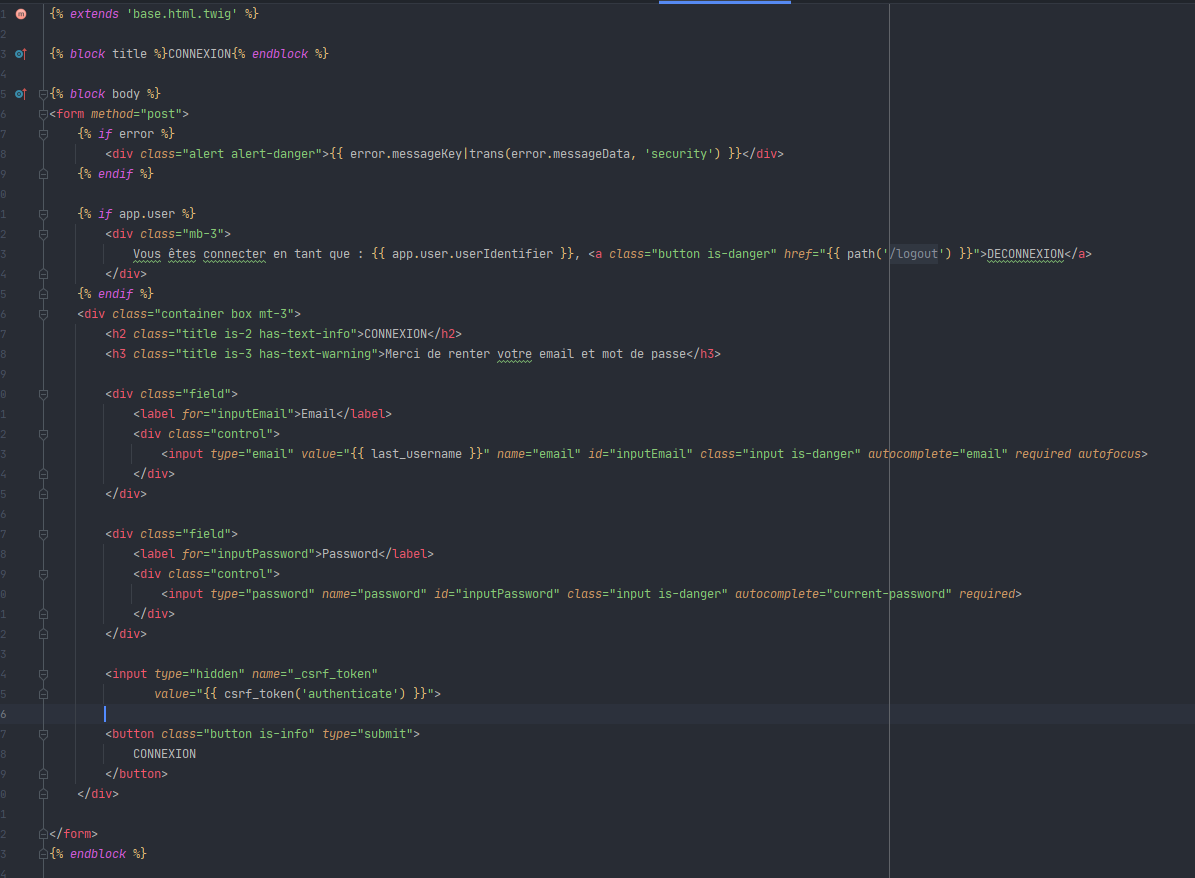 {% extends 'base.html.twig' %}
{% block title %}CONNEXION{% endblock %}
{% block body %}
<form method="post">
{% if error %}
<div class="alert alert-danger">{{ error.messageKey|trans(error.messageData, 'security') }}</div>
{% endif %}
{% if app.user %}
<div class="mb-3">
Vous êtes connecter en tant que : {{ app.user.userIdentifier }}, <a class="button is-danger" href="{{ path('/logout') }}">DECONNEXION</a>
</div>
{% endif %}
<div class="container box mt-3">
<h2 class="title is-2 has-text-info">CONNEXION</h2>
<h3 class="title is-3 has-text-warning">Merci de renter votre email et mot de passe</h3>
<div class="field">
<label for="inputEmail">Email</label>
<div class="control">
<input type="email" value="{{ last_username }}" name="email" id="inputEmail" class="input is-danger" autocomplete="email" required autofocus>
</div>
</div>
<div class="field">
<label for="inputPassword">Password</label>
<div class="control">
<input type="password" name="password" id="inputPassword" class="input is-danger" autocomplete="current-password" required>
</div>
</div>
<input type="hidden" name="_csrf_token"
value="{{ csrf_token('authenticate') }}">
<button class="button is-info" type="submit">
CONNEXION
</button>
</div>
</form>
{% endblock %}